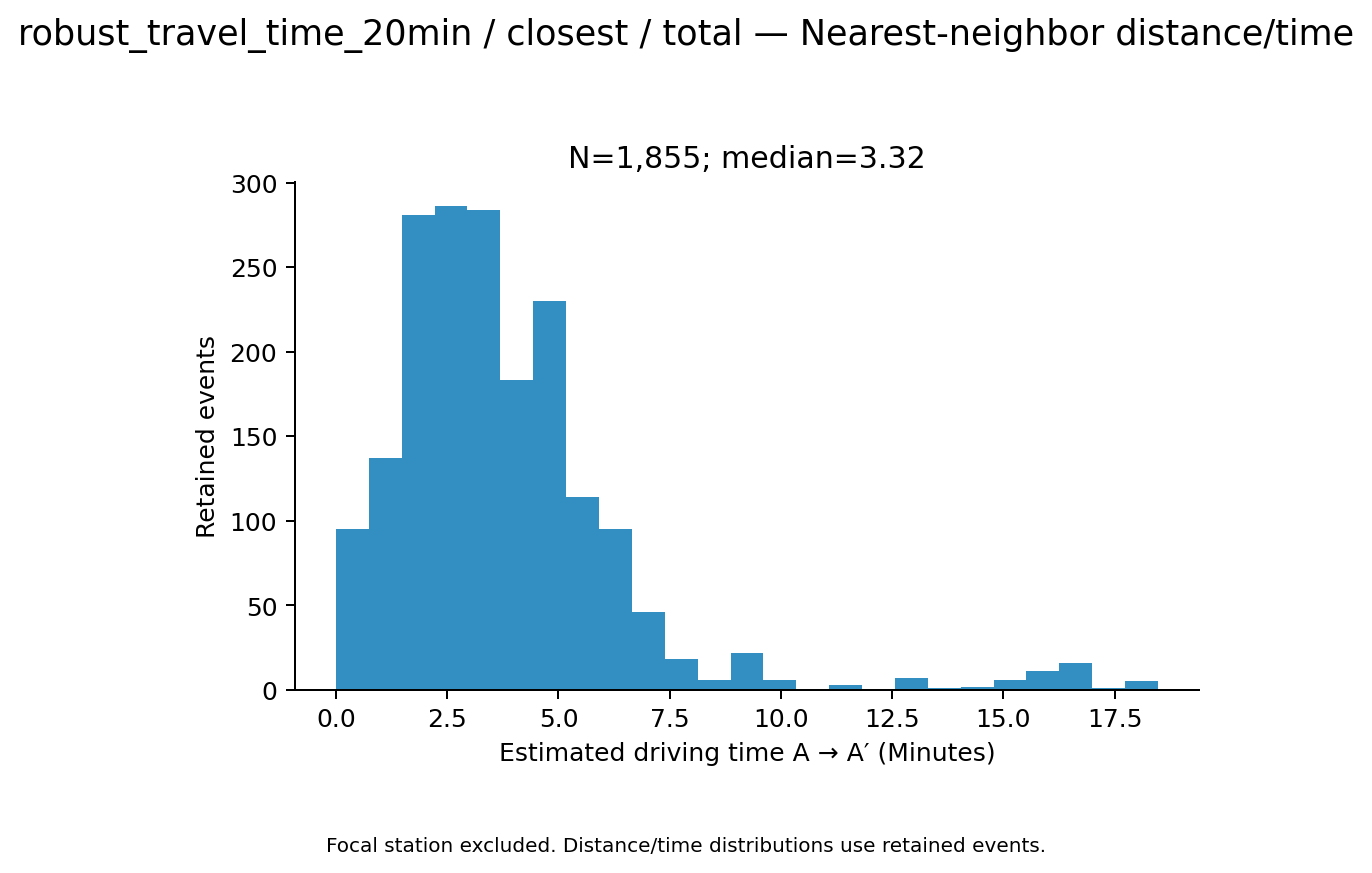 robust_travel_time_20min / closest / total — Nearest-neighbor distance/time
N=1,855; median=3.32
300
250
200
150
100
50
0
Retained events
0.0 2.5 5.0 7.5 10.0 12.5 15.0 17.5
Estimated driving time A → A′ (Minutes)
Focal station excluded. Distance/time distributions use retained events.